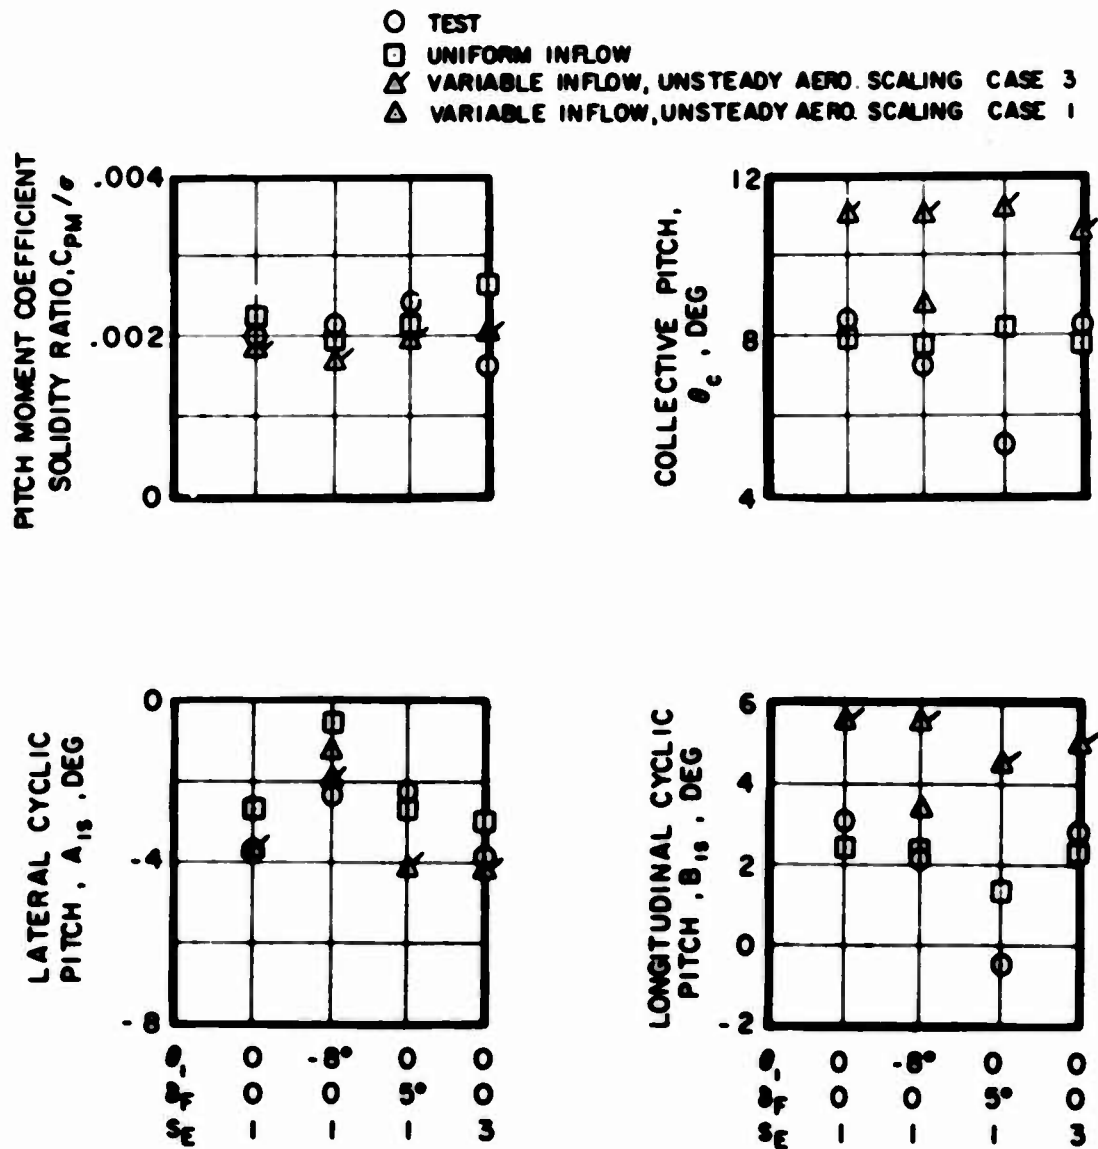 TEST
UNIFORM INFLOW
VARIABLE INFLOW, UNSTEADY AERO. SCALING CASE 3
VARIABLE INFLOW, UNSTEADY AERO. SCALING CASE 1
PITCH MOMENT COEFFICIENT
SOLIDITY RATIO, C_PM/σ
.004
.002
0
COLLECTIVE PITCH,
θ_c, DEG
12
8
4
LATERAL CYCLIC
PITCH, A_IS, DEG
0
-4
-8
LONGITUDINAL CYCLIC
PITCH, B_IS, DEG
6
4
2
0
-2
θ_1 0 -8° 0 0
0 0 5° 0
S_E 1 1 1 3
θ_1 0 -8° 0 0
0 0 5° 0
S_E 1 1 1 3